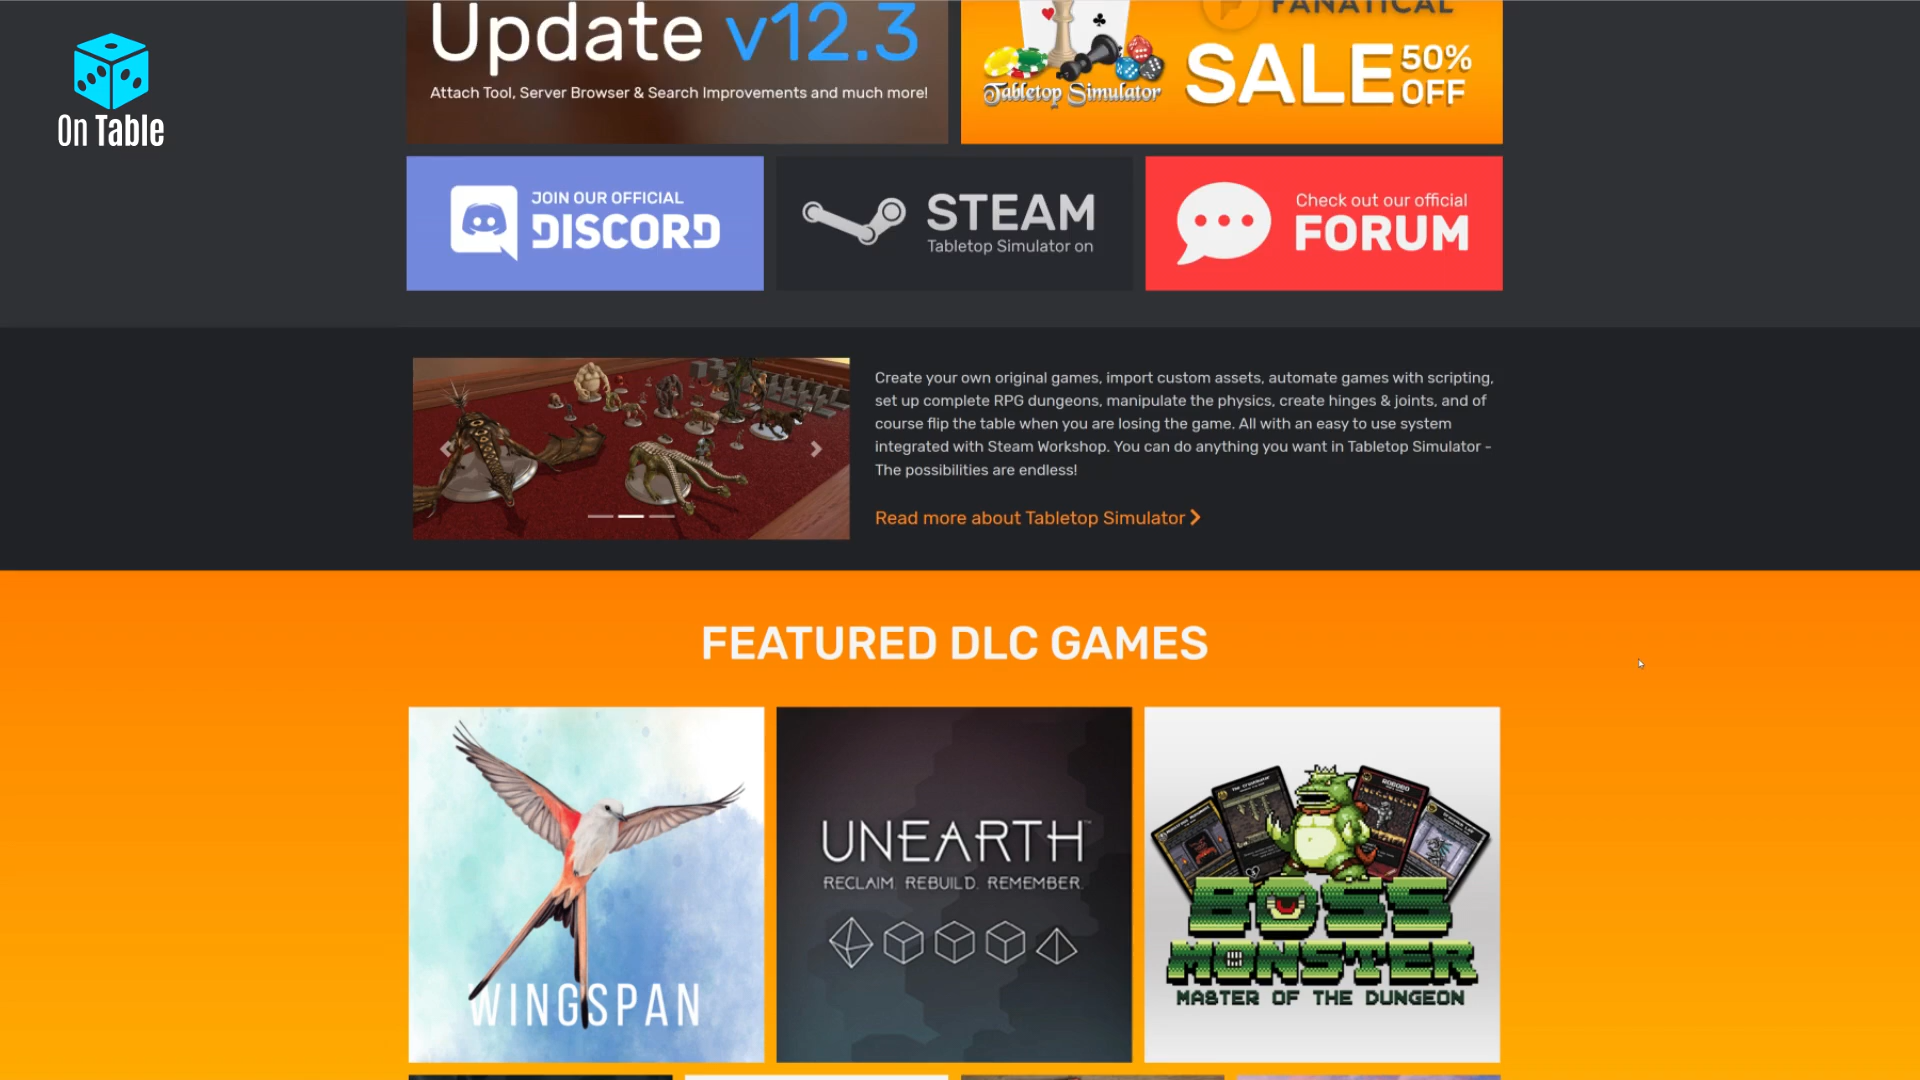 On Table
Update v12.3
Attach Tool, Server Browser & Search Improvements and much more!
FANATICAL
Tabletop Simulator
SALE 50% OFF
JOIN OUR OFFICIAL
DISCORD
STEAM
Tabletop Simulator on
Check out our official
FORUM
Create your own original games, import custom assets, automate games with scripting,
set up complete RPG dungeons, manipulate the physics, create hinges & joints, and of
course flip the table when you are losing the game. All with an easy to use system
integrated with Steam Workshop. You can do anything you want in Tabletop Simulator -
The possibilities are endless!
Read more about Tabletop Simulator
FEATURED DLC GAMES
WINGSPAN
UNEARTH
RECLAIM. REBUILD. REMEMBER.
ROBOBO
BOSS
MONSTER
MASTER OF THE DUNGEON